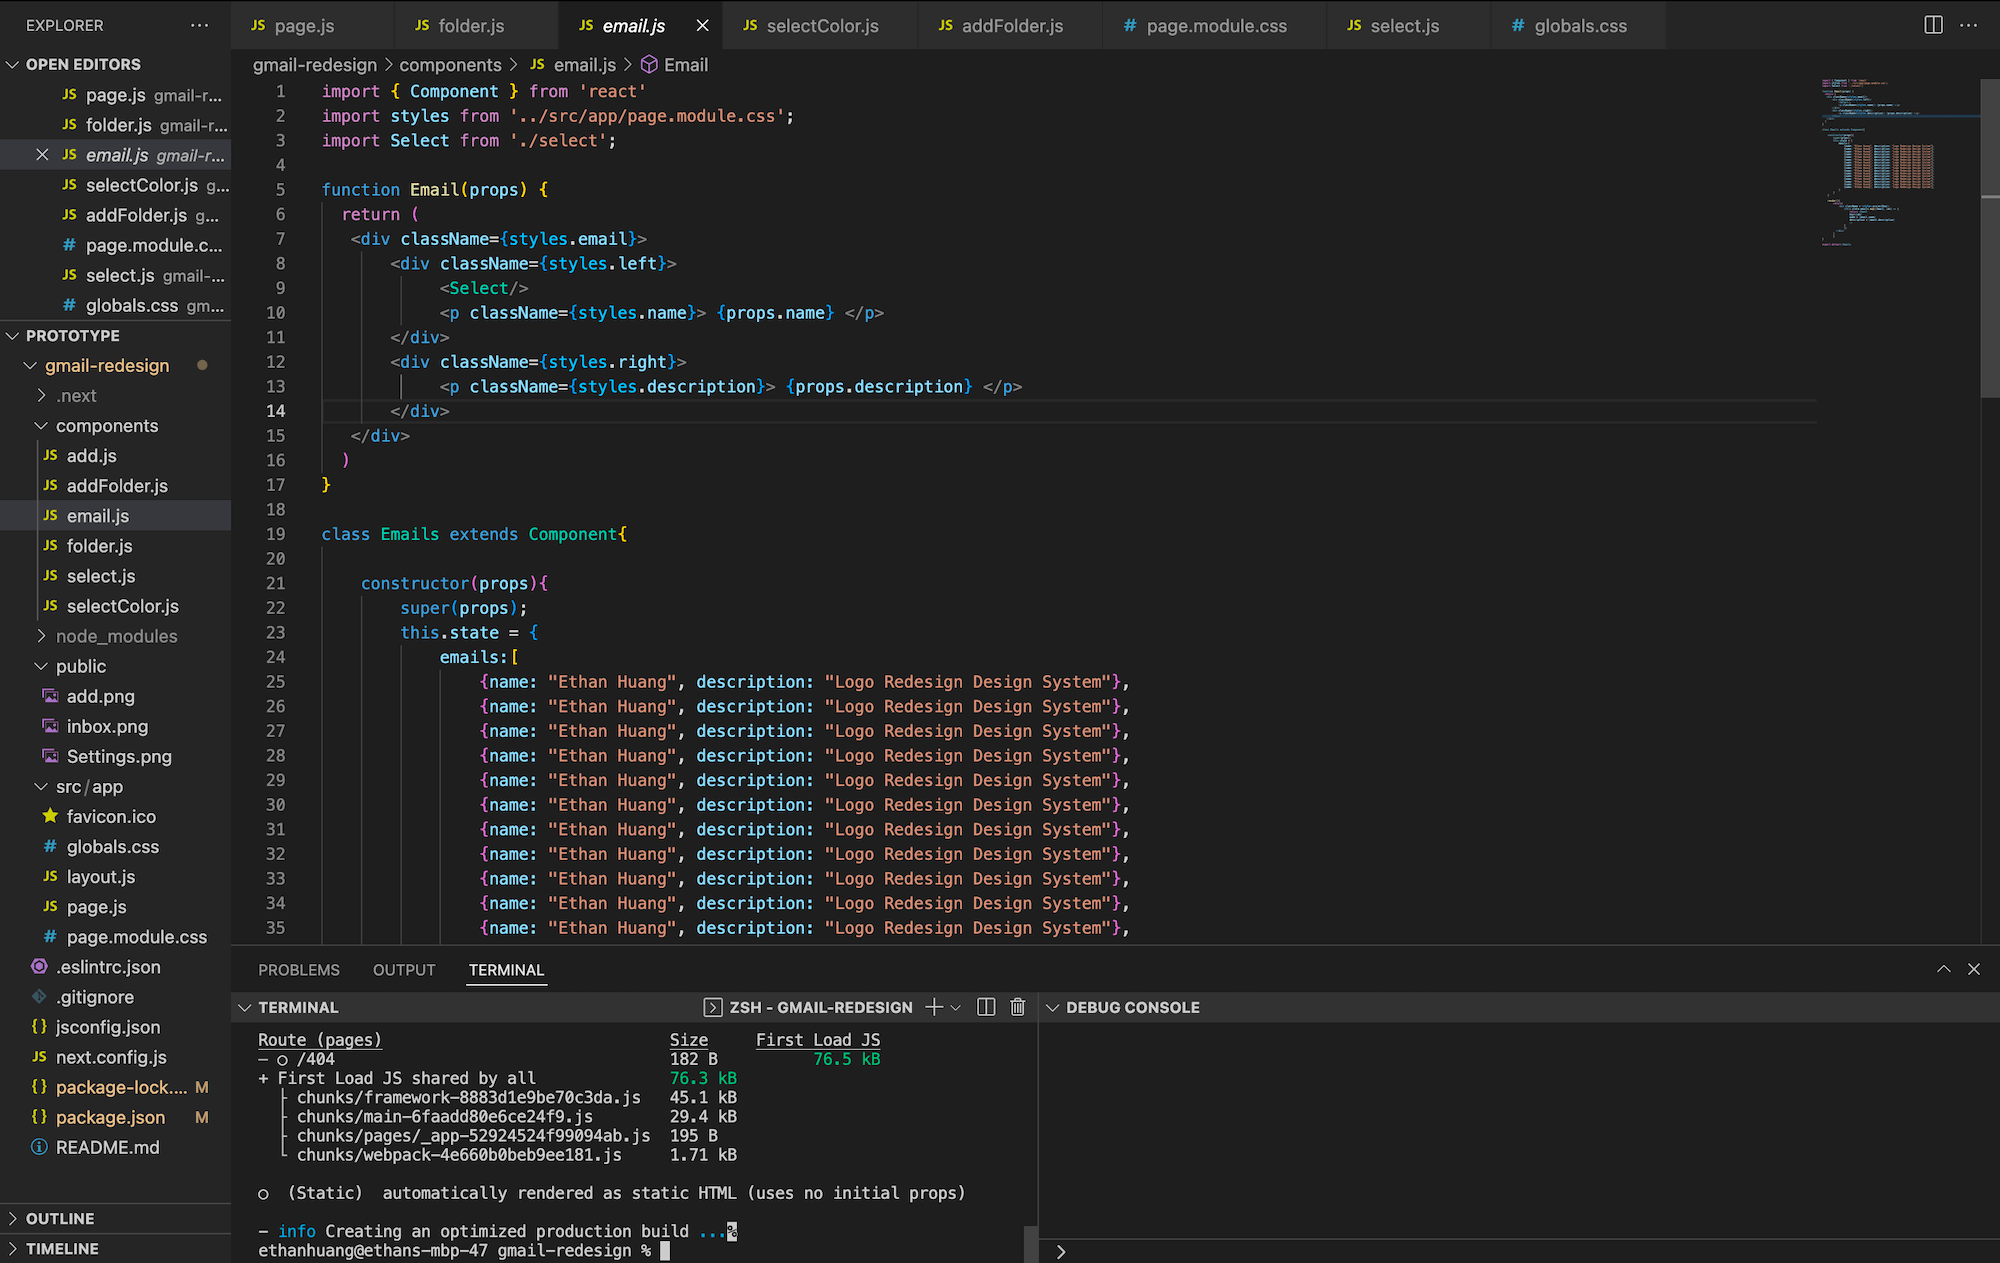 EXPLORER
OPEN EDITORS
page.js gmail-r...
folder.js gmail-r...
email.js gmail-r...
selectColor.js g...
addFolder.js g...
page.module.c...
select.js gmail-...
globals.css gm...
PROTOTYPE
gmail-redesign
.next
components
add.js
addFolder.js
email.js
folder.js
select.js
selectColor.js
node_modules
public
add.png
inbox.png
Settings.png
src/app
favicon.ico
globals.css
layout.js
page.js
page.module.css
.eslintrc.json
.gitignore
jsconfig.json
next.config.js
package-lock.... M
package.json M
README.md
OUTLINE
TIMELINE
JS page.js JS folder.js JS email.js JS selectColor.js JS addFolder.js # page.module.css JS select.js # globals.css
gmail-redesign > components > JS email.js > Email
1 import { Component } from 'react'
2 import styles from '../src/app/page.module.css';
3 import Select from './select';
4
5 function Email(props) {
6 return (
7 <div className={styles.email}>
8 <div className={styles.left}>
9 <Select/>
10 <p className={styles.name}> {props.name} </p>
11 </div>
12 <div className={styles.right}>
13 <p className={styles.description}> {props.description} </p>
14 </div>
15 </div>
16 )
17 }
18
19 class Emails extends Component{
20
21 constructor(props){
22 super(props);
23 this.state = {
24 emails:[
25 {name: "Ethan Huang", description: "Logo Redesign Design System"},
26 {name: "Ethan Huang", description: "Logo Redesign Design System"},
27 {name: "Ethan Huang", description: "Logo Redesign Design System"},
28 {name: "Ethan Huang", description: "Logo Redesign Design System"},
29 {name: "Ethan Huang", description: "Logo Redesign Design System"},
30 {name: "Ethan Huang", description: "Logo Redesign Design System"},
31 {name: "Ethan Huang", description: "Logo Redesign Design System"},
32 {name: "Ethan Huang", description: "Logo Redesign Design System"},
33 {name: "Ethan Huang", description: "Logo Redesign Design System"},
34 {name: "Ethan Huang", description: "Logo Redesign Design System"},
35 {name: "Ethan Huang", description: "Logo Redesign Design System"},
PROBLEMS OUTPUT TERMINAL
TERMINAL ZSH - GMAIL-REDESIGN
Route (pages) Size First Load JS
─ ○ /404 182 B 76.5 kB
+ First Load JS shared by all 76.3 kB
├ chunks/framework-8883d1e9be70c3da.js 45.1 kB
├ chunks/main-6faadd80e6ce24f9.js 29.4 kB
├ chunks/pages/_app-52924524f99094ab.js 195 B
└ chunks/webpack-4e660b0beb9ee181.js 1.71 kB
○ (Static) automatically rendered as static HTML (uses no initial props)
- info Creating an optimized production build ...%
ethanhuang@ethans-mbp-47 gmail-redesign %
DEBUG CONSOLE